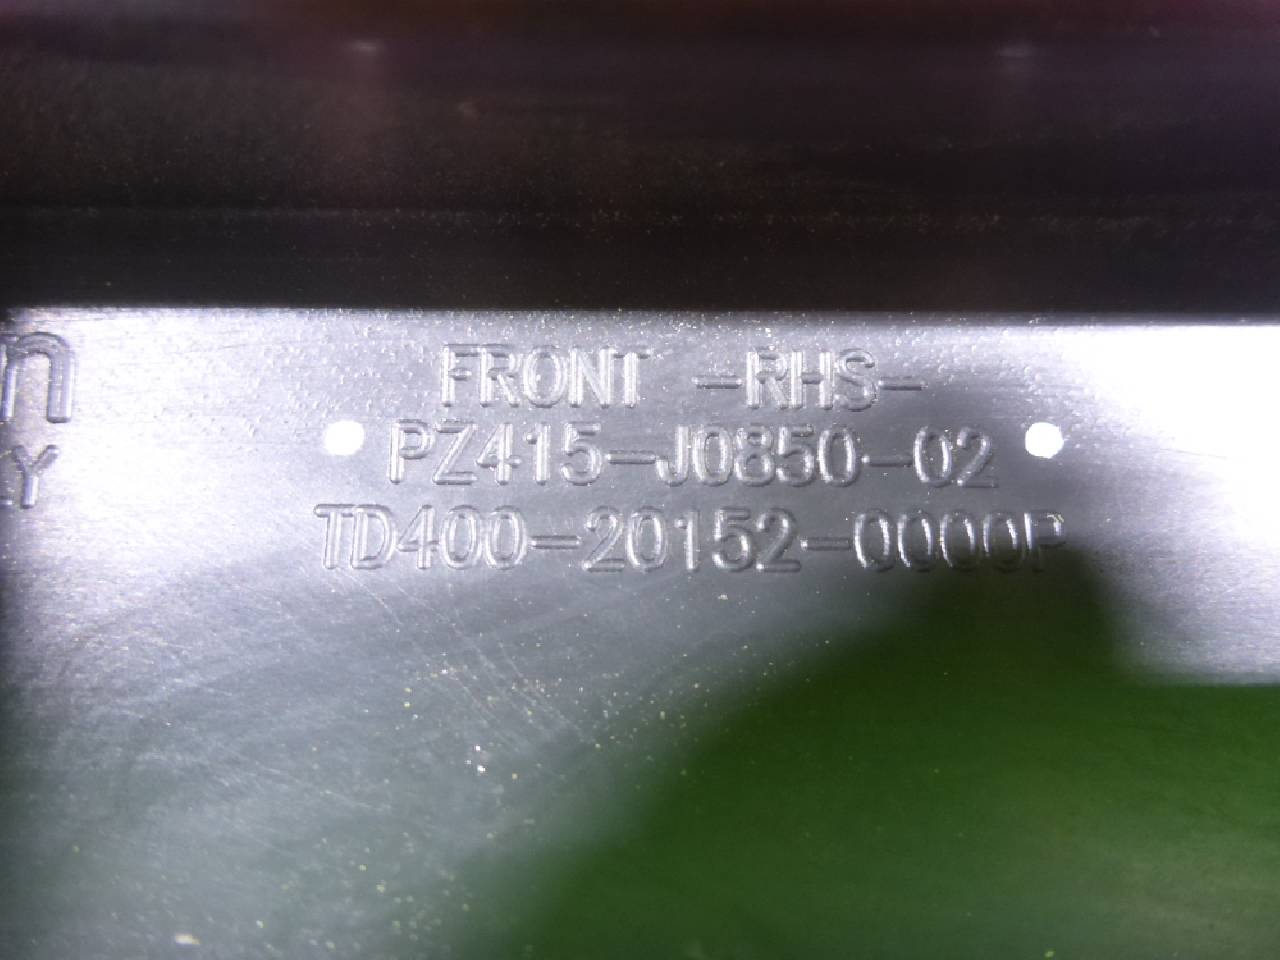 FRONT -RHS-
PZ415-J0850-02
TD400-20152-0000P